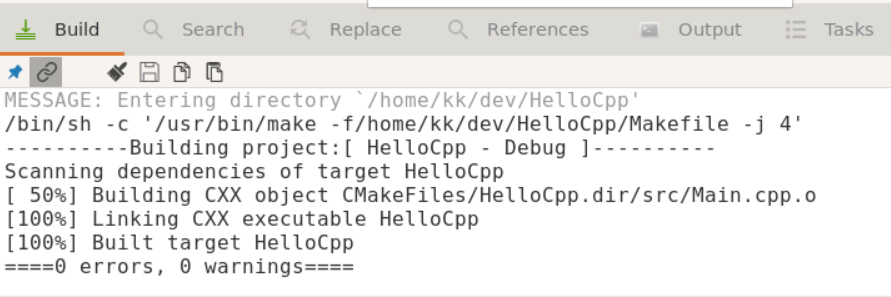 Build Search Replace References Output Tasks
MESSAGE: Entering directory `/home/kk/dev/HelloCpp'
/bin/sh -c '/usr/bin/make -f/home/kk/dev/HelloCpp/Makefile -j 4'
----------Building project:[ HelloCpp - Debug ]----------
Scanning dependencies of target HelloCpp
[ 50%] Building CXX object CMakeFiles/HelloCpp.dir/src/Main.cpp.o
[100%] Linking CXX executable HelloCpp
[100%] Built target HelloCpp
====0 errors, 0 warnings====